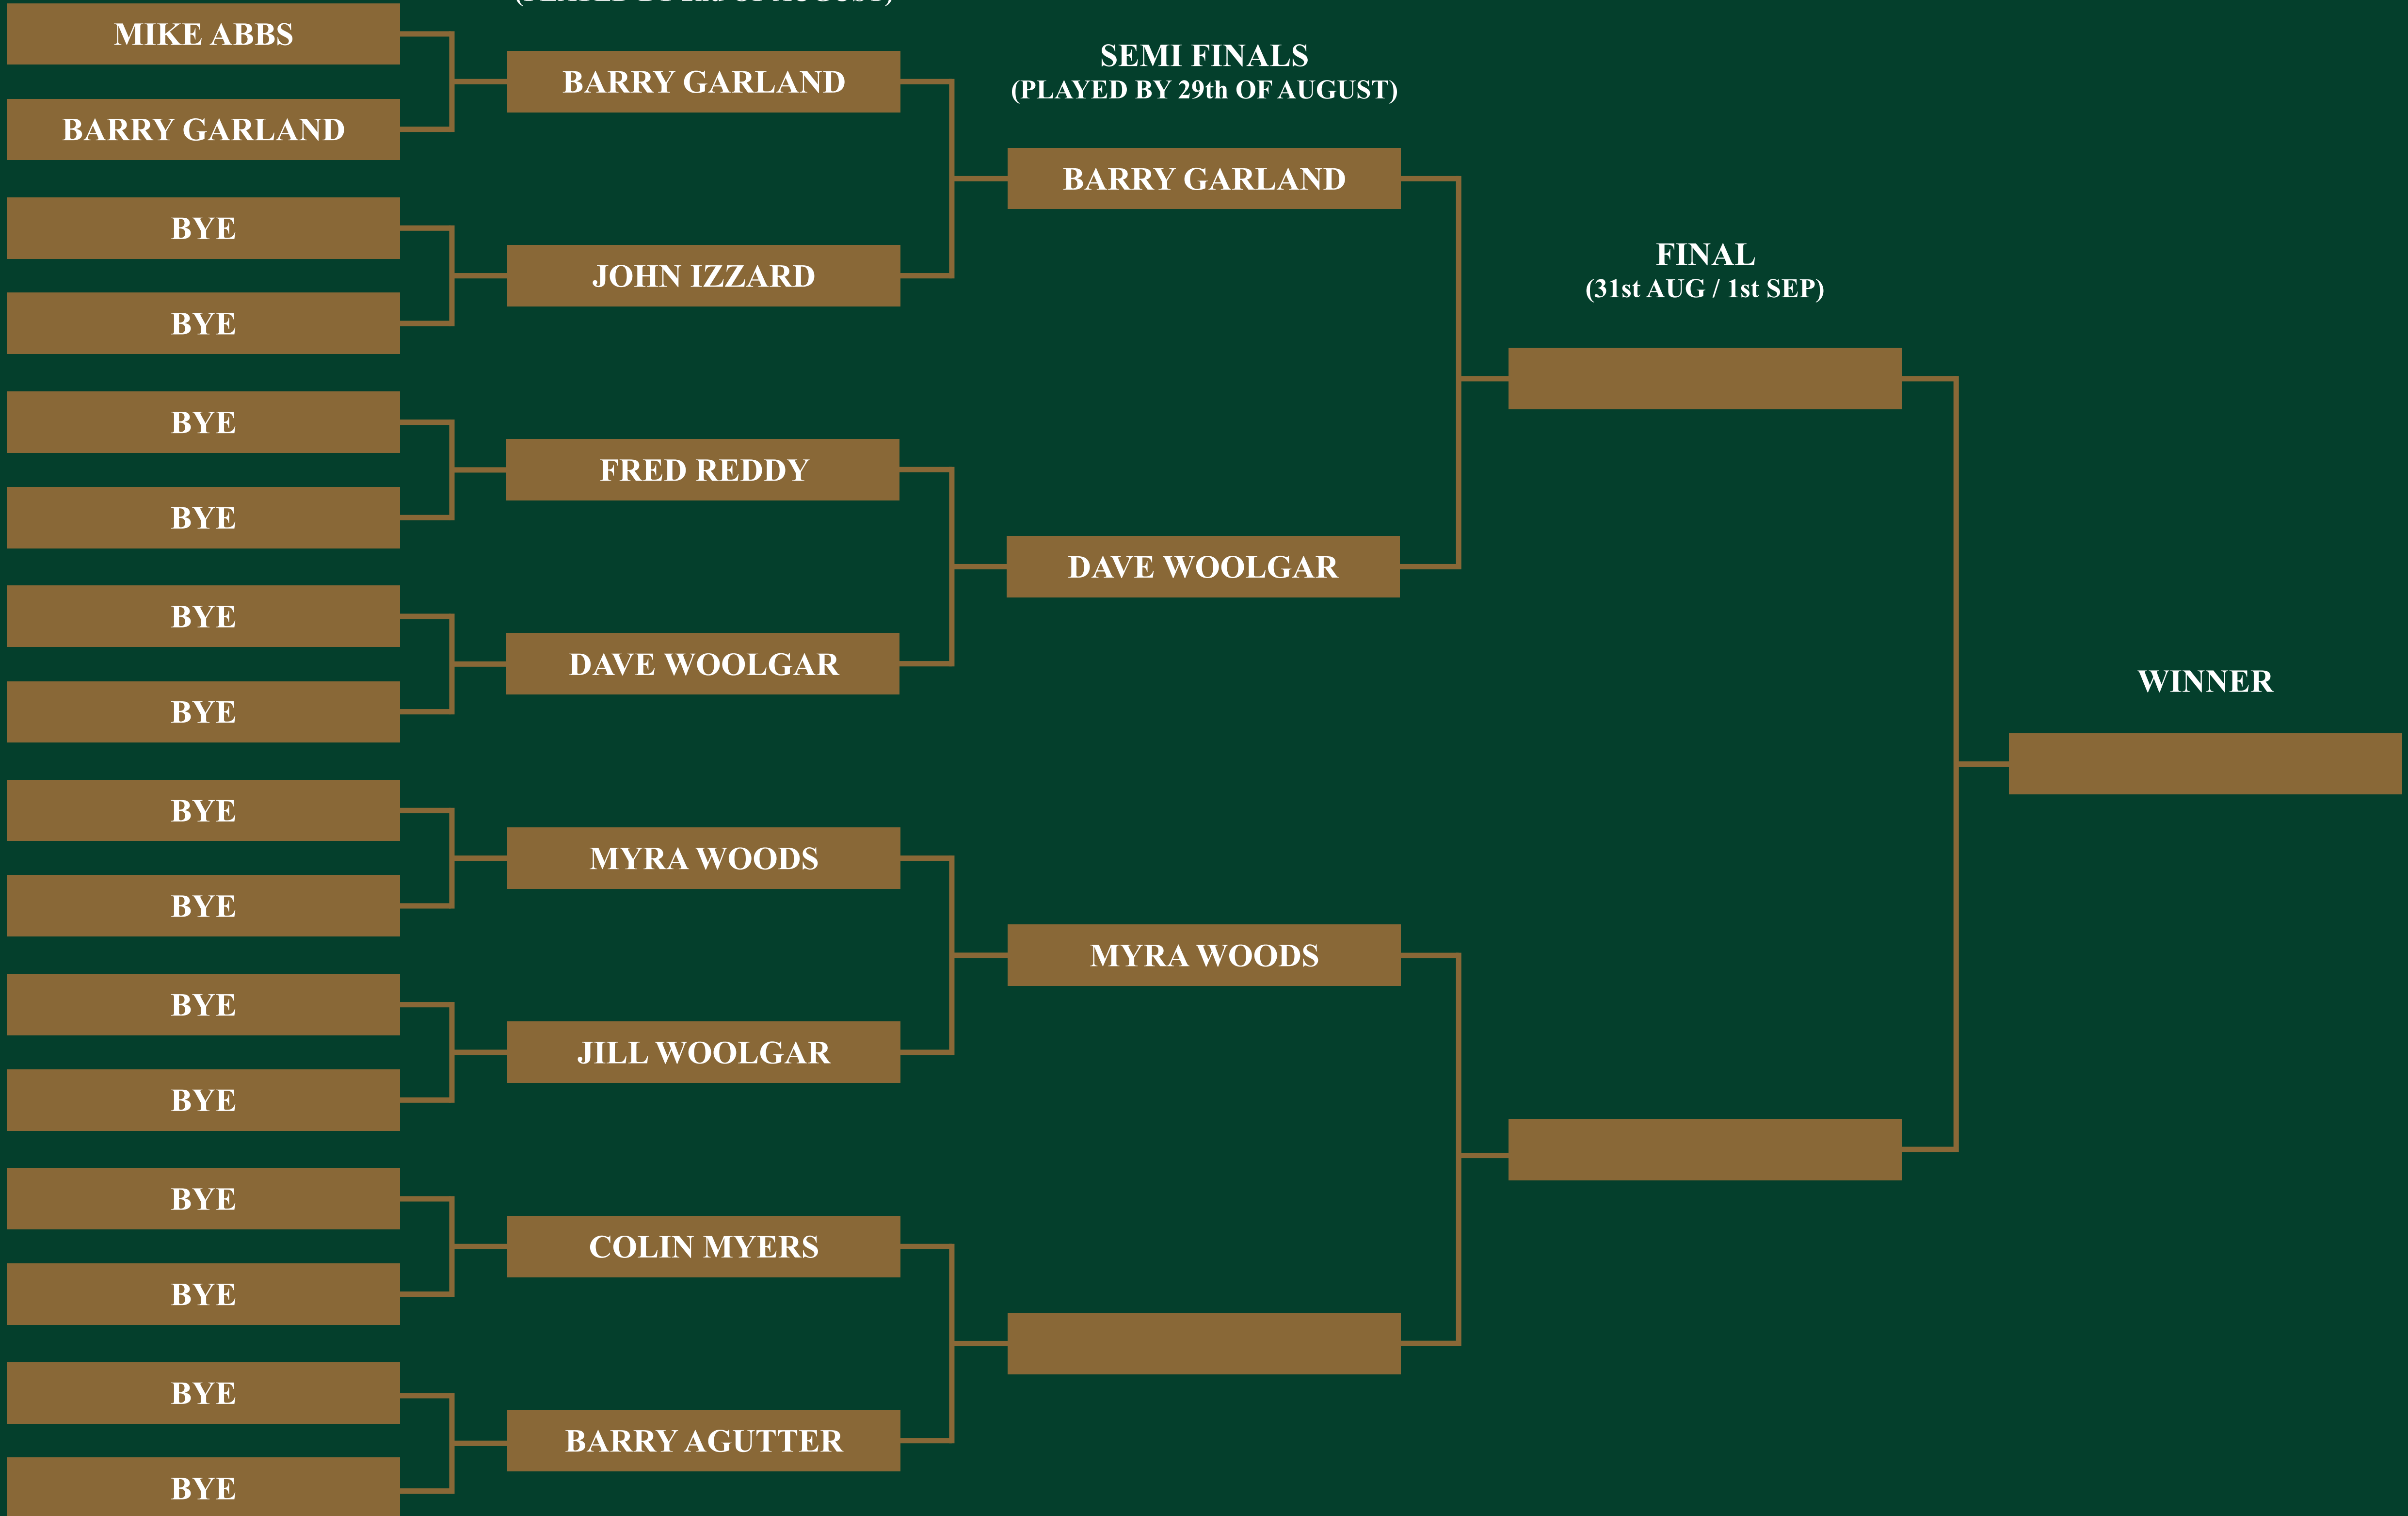 MIKE ABBS
BARRY GARLAND
BYE
BYE
BYE
BYE
BYE
BYE
BYE
BYE
BYE
BYE
BYE
BYE
BYE
BYE
BARRY GARLAND
JOHN IZZARD
FRED REDDY
DAVE WOOLGAR
MYRA WOODS
JILL WOOLGAR
COLIN MYERS
BARRY AGUTTER
SEMI FINALS
(PLAYED BY 29th OF AUGUST)
BARRY GARLAND
DAVE WOOLGAR
MYRA WOODS
FINAL
(31st AUG / 1st SEP)
WINNER